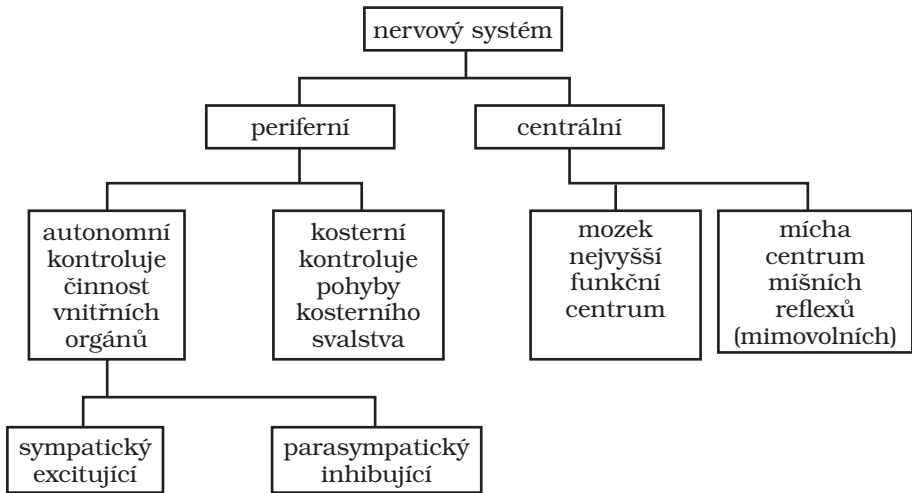 nervový systém
periferní
centrální
autonomní
kontroluje
činnost
vnitřních
orgánů
kosterní
kontroluje
pohyby
kosterního
svalstva
mozek
nejvyšší
funkční
centrum
mícha
centrum
míšních
reflexů
(mimovolních)
sympatický
excitující
parasympatický
inhibující